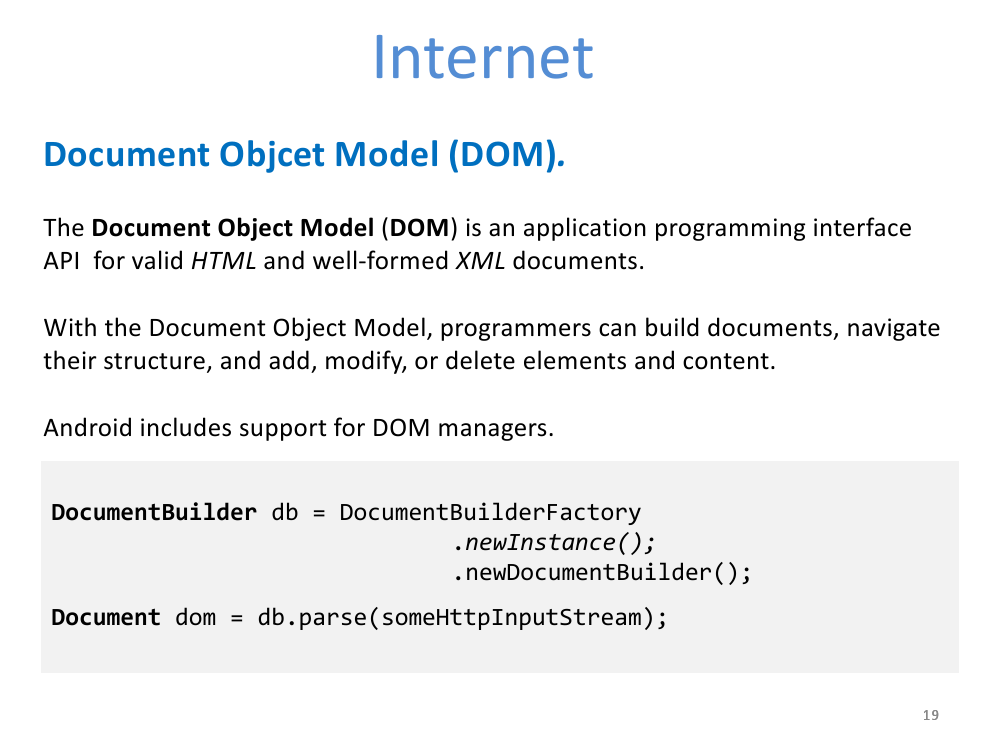 Internet
Document Objcet Model (DOM).
The Document Object Model (DOM) is an application programming interface
API  for valid HTML and well-formed XML documents.
With the Document Object Model, programmers can build documents, navigate
their structure, and add, modify, or delete elements and content.
Android includes support for DOM managers.
DocumentBuilder db = DocumentBuilderFactory
.newInstance();
.newDocumentBuilder();
Document dom = db.parse(someHttpInputStream);
19